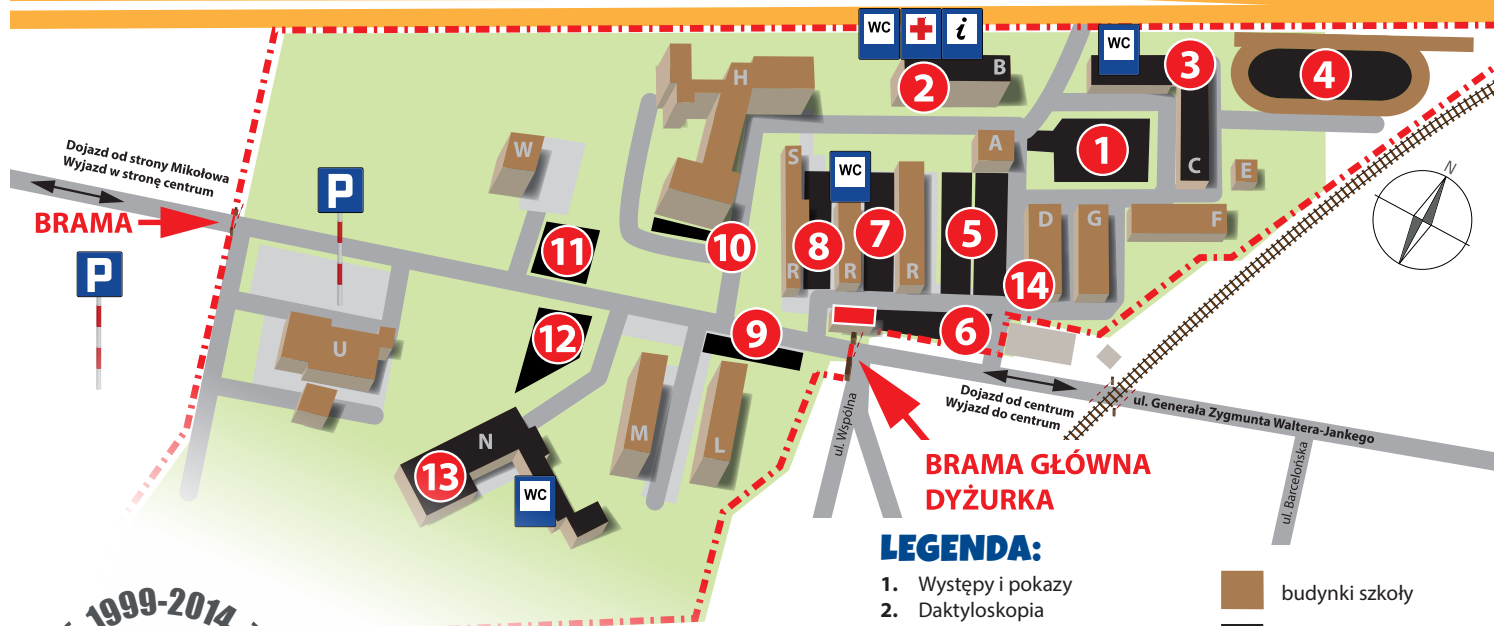 WC
i
WC
B
3
4
H
2
W
A
1
S
WC
C
E
N
Dojazd od strony Mikołowa
Wyjazd w stronę centrum
P
BRAMA
D
G
F
11
10
8
7
5
R
R
R
14
P
12
9
6
U
Dojazd od centrum
Wyjazd do centrum
ul. Generała Zygmunta Waltera-Jankego
ul. Wspólna
M
L
N
13
WC
BRAMA GŁÓWNA
DYŻURKA
ul. Barcelońska
LEGENDA:
1. Występy i pokazy
2. Daktyloskopia
budynki szkoły
1999-2014